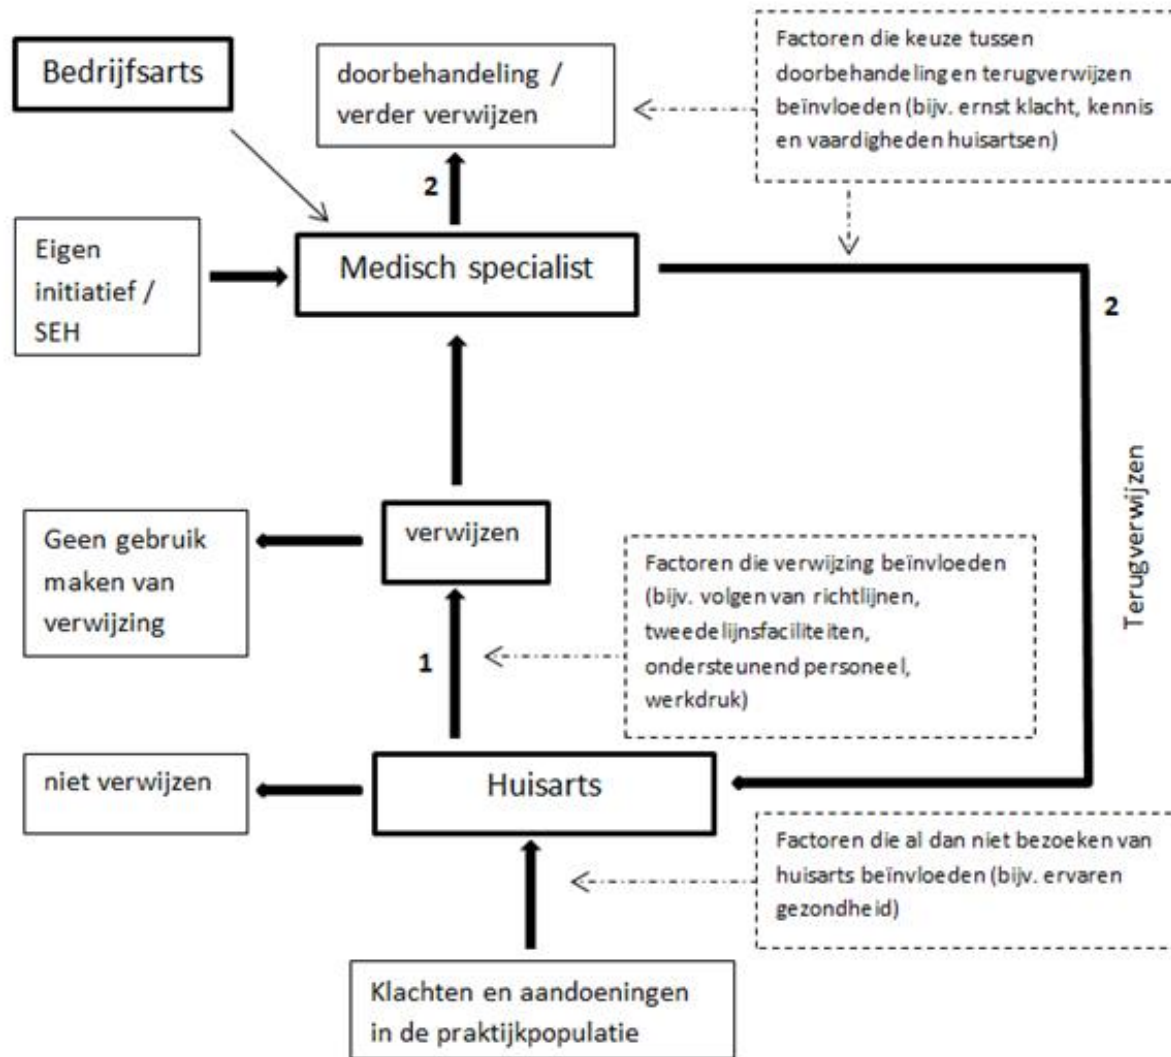 Bedrijfsarts
doorbehandeling /
verder verwijzen
Factoren die keuze tussen
doorbehandeling en terugverwijzen
beïnvloeden (bijv. ernst klacht, kennis
en vaardigheden huisartsen)
2
Eigen
initiatief /
SEH
Medisch specialist
2
Terugverwijzen
Geen gebruik
maken van
verwijzing
verwijzen
Factoren die verwijzing beïnvloeden
(bijv. volgen van richtlijnen,
tweedelijnsfaciliteiten,
ondersteunend personeel,
werkdruk)
1
niet verwijzen
Huisarts
Factoren die al dan niet bezoeken van
huisarts beïnvloeden (bijv. ervaren
gezondheid)
Klachten en aandoeningen
in de praktijkpopulatie